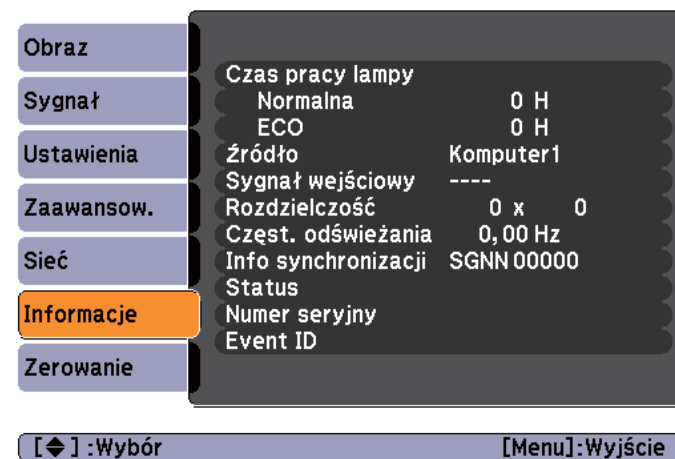 Obraz
Sygnał
Ustawienia
Zaawansow.
Sieć
Informacje
Zerowanie
Czas pracy lampy
Normalna 0 H
ECO 0 H
Źródło Komputer1
Sygnał wejściowy ----
Rozdzielczość 0 x 0
Częst. odświeżania 0,00 Hz
Info synchronizacji SGNN 00000
Status
Numer seryjny
Event ID
[◆] :Wybór [Menu]:Wyjście